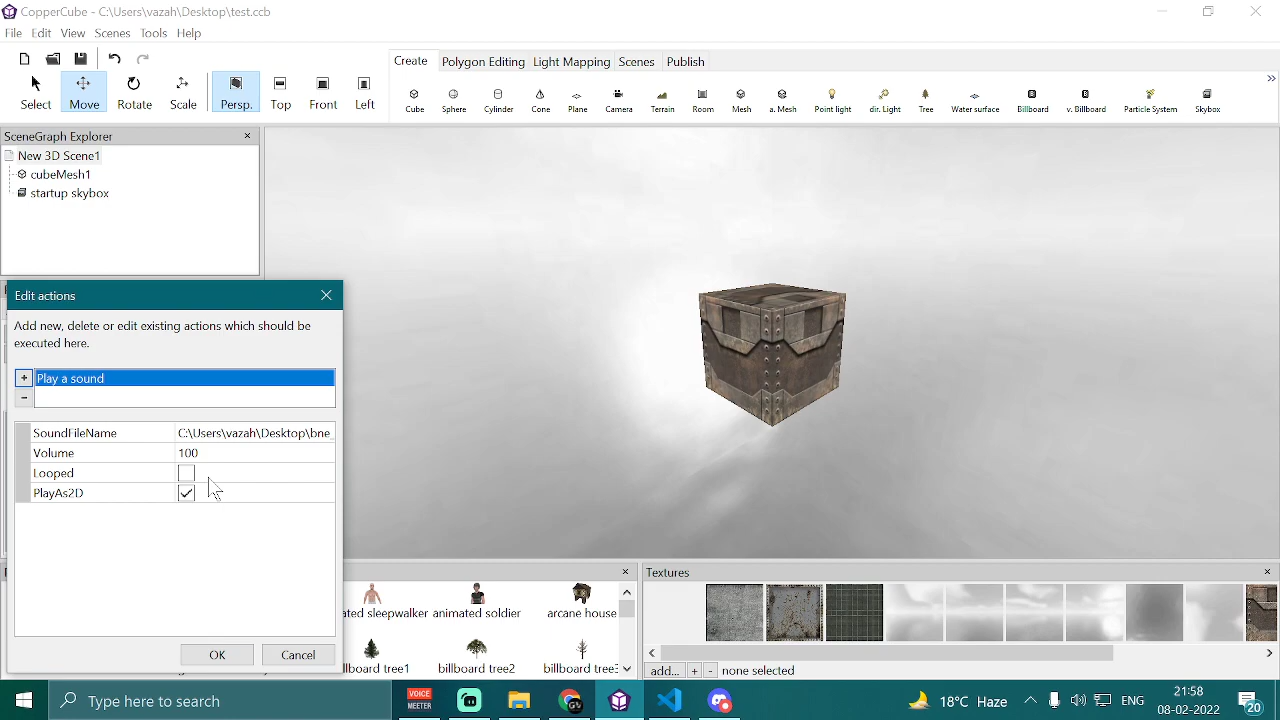 CopperCube - C:\Users\vazah\Desktop\test.ccb
File Edit View Scenes Tools Help
Select Move Rotate Scale Persp. Top Front Left
Create Polygon Editing Light Mapping Scenes Publish
Cube Sphere Cylinder Cone Plane Camera Terrain Room Mesh a. Mesh Point light dir. Light Tree Water surface Billboard v. Billboard Particle System Skybox
SceneGraph Explorer
New 3D Scene1
cubeMesh1
startup skybox
Edit actions
Add new, delete or edit existing actions which should be
executed here.
+ Play a sound
-
SoundFileName C:\Users\vazah\Desktop\bne_
Volume 100
Looped
PlayAs2D
OK Cancel
ated sleepwalker animated soldier arcane house
billboard tree1 billboard tree2 billboard tree3
Textures
add... + - none selected
Type here to search
VOICE
MEETER
GV
18°C Haze
ENG
21:58
08-02-2022
20